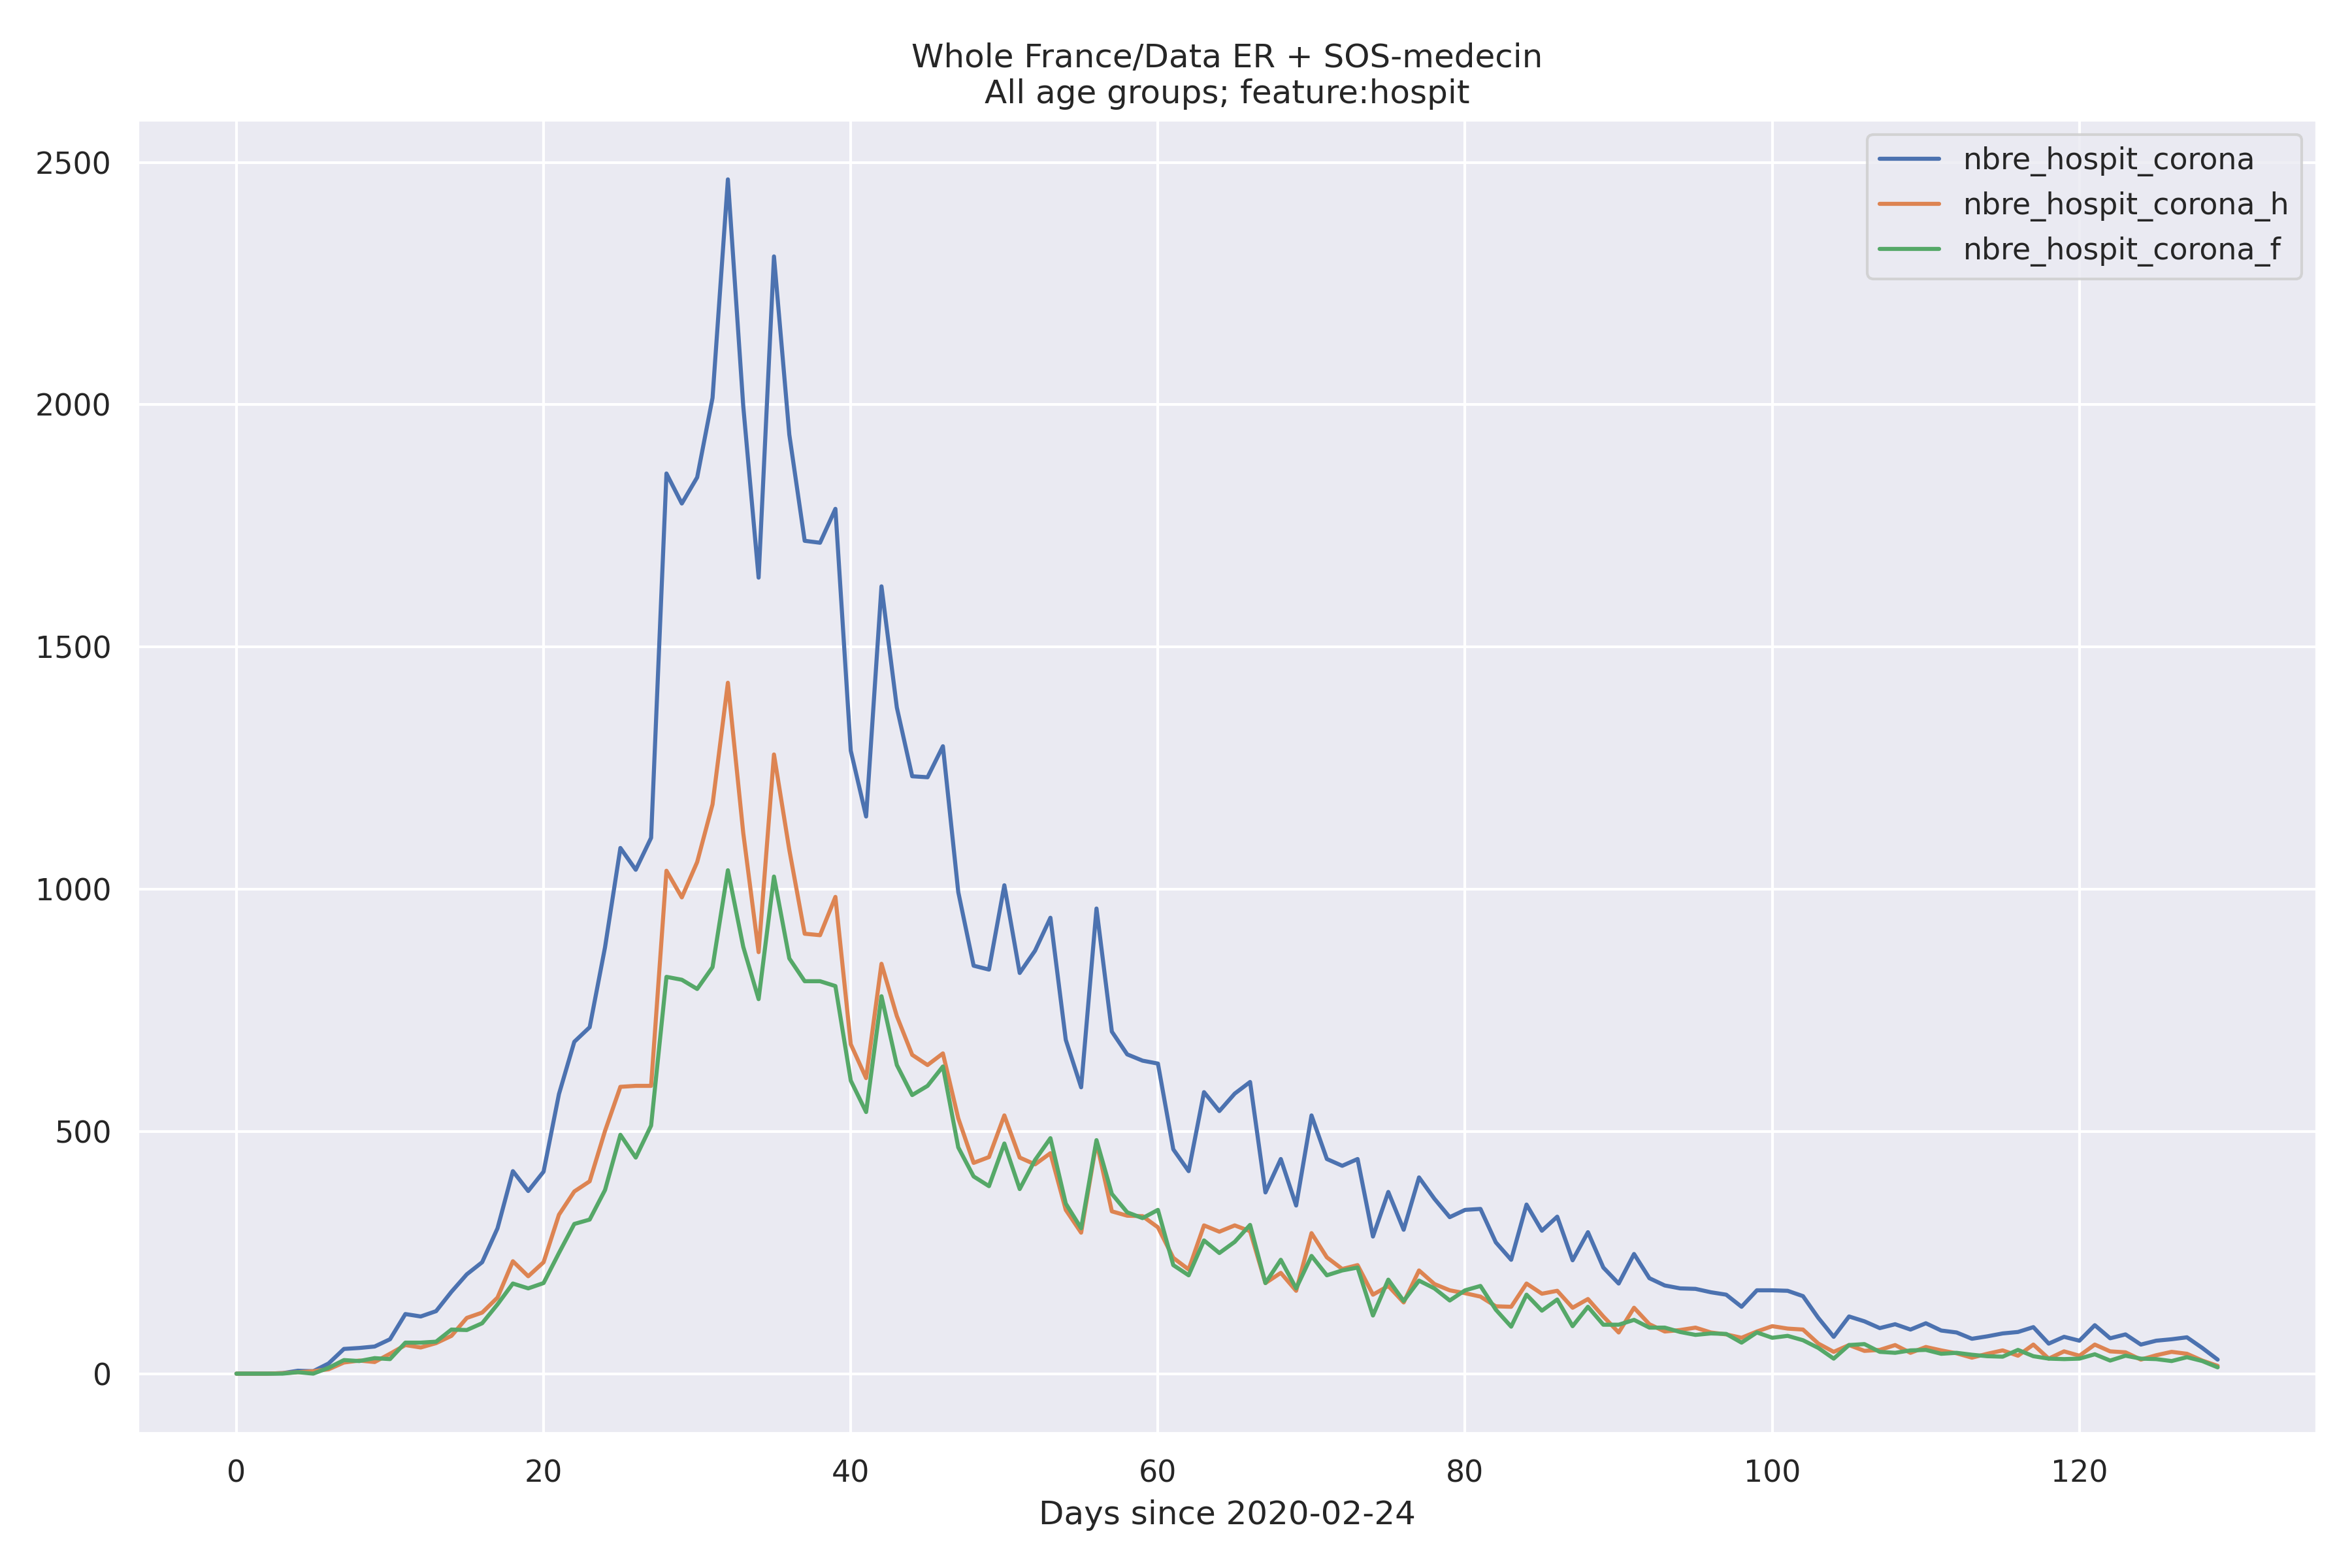 Whole France/Data ER + SOS-medecin
All age groups; feature:hospit
2500
2000
1500
1000
500
0
nbre_hospit_corona
nbre_hospit_corona_h
nbre_hospit_corona_f
0 20 40 60 80 100 120
Days since 2020-02-24